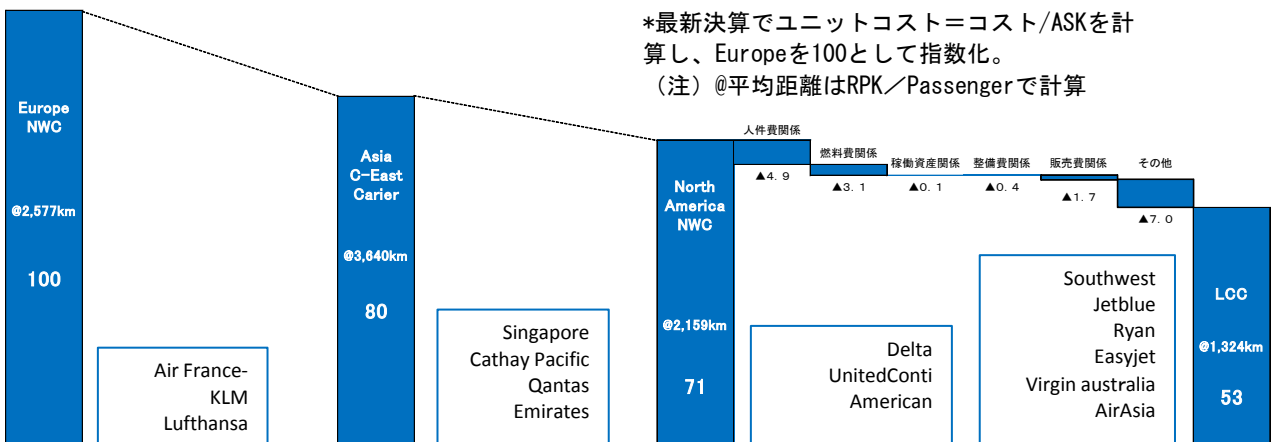 *最新決算でユニットコスト=コスト/ASKを計
算し、Europeを100として指数化。
(注)@平均距離はRPK/Passengerで計算
Europe
NWC
@2,577km
100
Air France-
KLM
Lufthansa
Asia
C-East
Carier
@3,640km
80
Singapore
Cathay Pacific
Qantas
Emirates
North
America
NWC
@2,159km
71
人件費関係
▲4.9
燃料費関係
▲3.1
稼働資産関係
▲0.1
整備費関係
▲0.4
販売費関係
▲1.7
その他
▲7.0
Delta
UnitedConti
American
Southwest
Jetblue
Ryan
Easyjet
Virgin australia
AirAsia
LCC
@1,324km
53